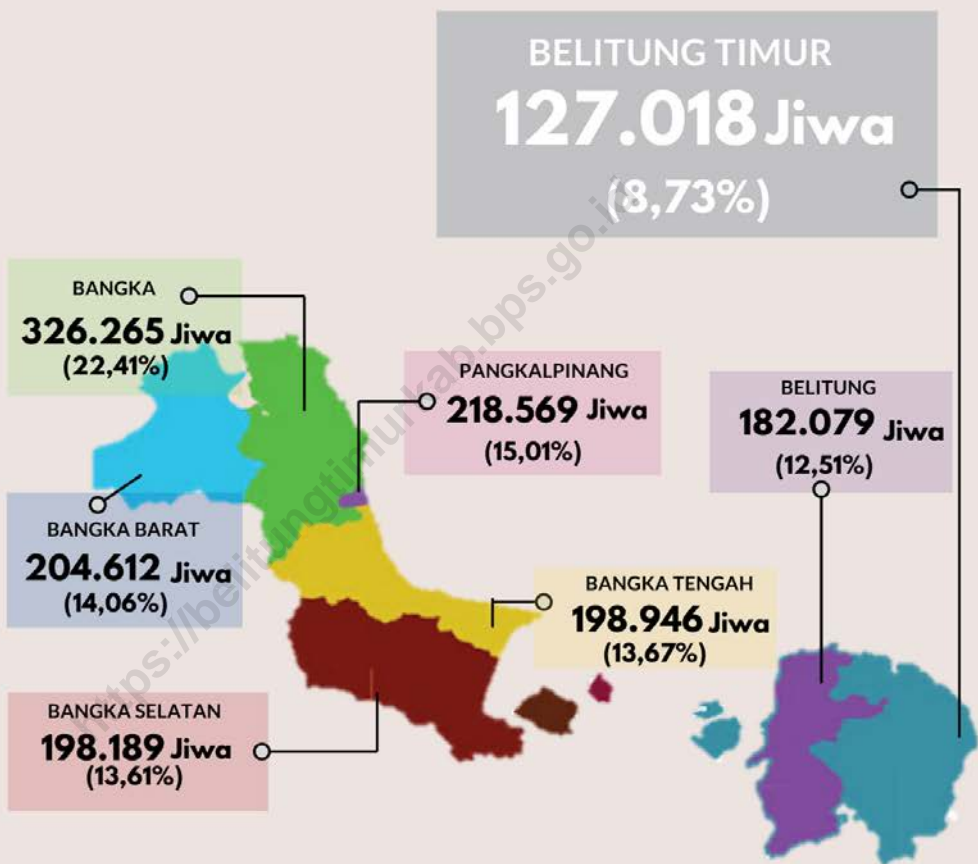 BELITUNG TIMUR
127.018 Jiwa
(8,73%)
BANGKA
326.265 Jiwa
(22,41%)
PANGKALPINANG
218.569 Jiwa
(15,01%)
BELITUNG
182.079 Jiwa
(12,51%)
BANGKA BARAT
204.612 Jiwa
(14,06%)
BANGKA TENGAH
198.946 Jiwa
(13,67%)
BANGKA SELATAN
198.189 Jiwa
(13,61%)
https://belitungtimurkab.bps.go.id